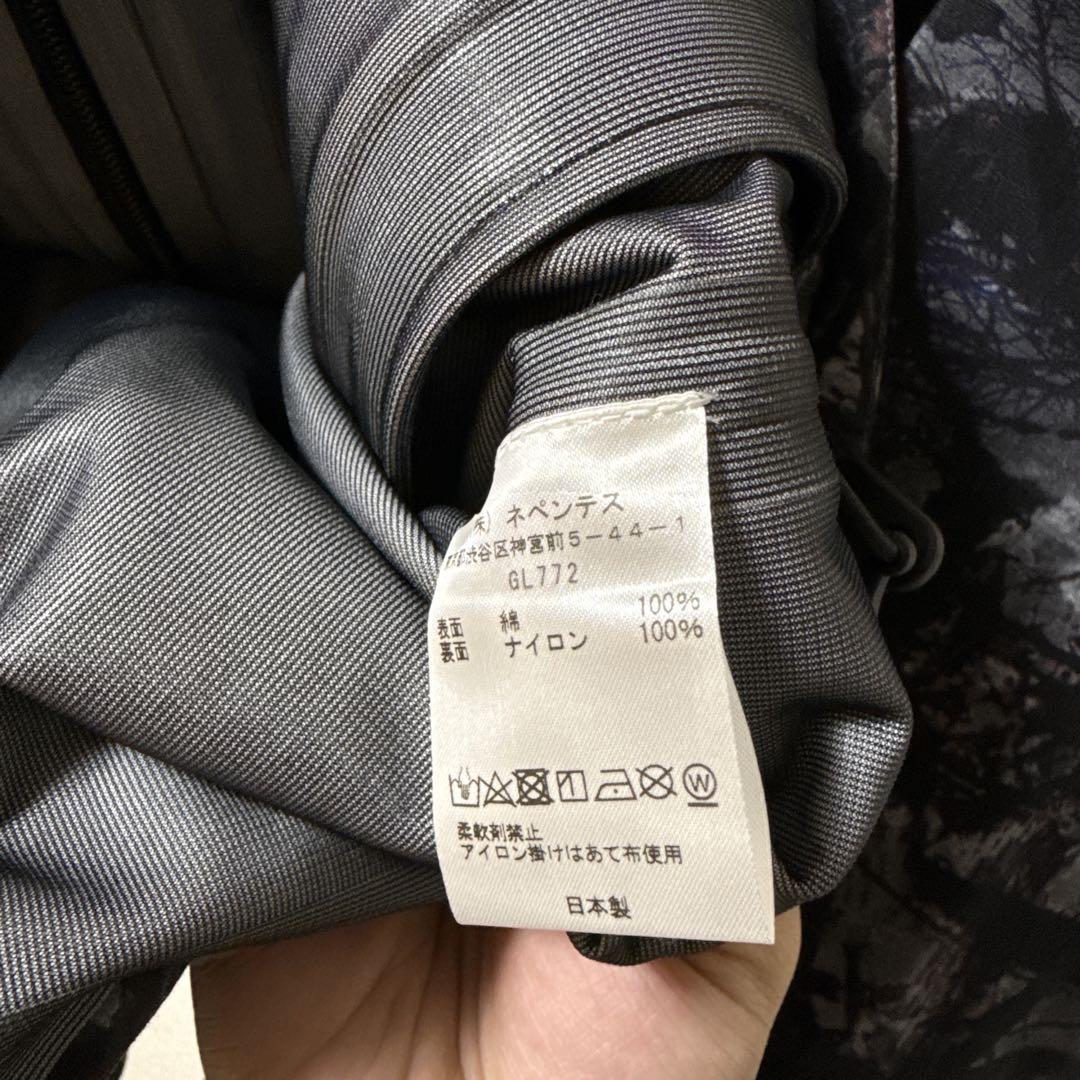 ネペンテス
渋谷区神宮前5-44-1
GL772
表面 綿 100%
裏面 ナイロン 100%
W
柔軟剤禁止
アイロン掛けはあて布使用
日本製